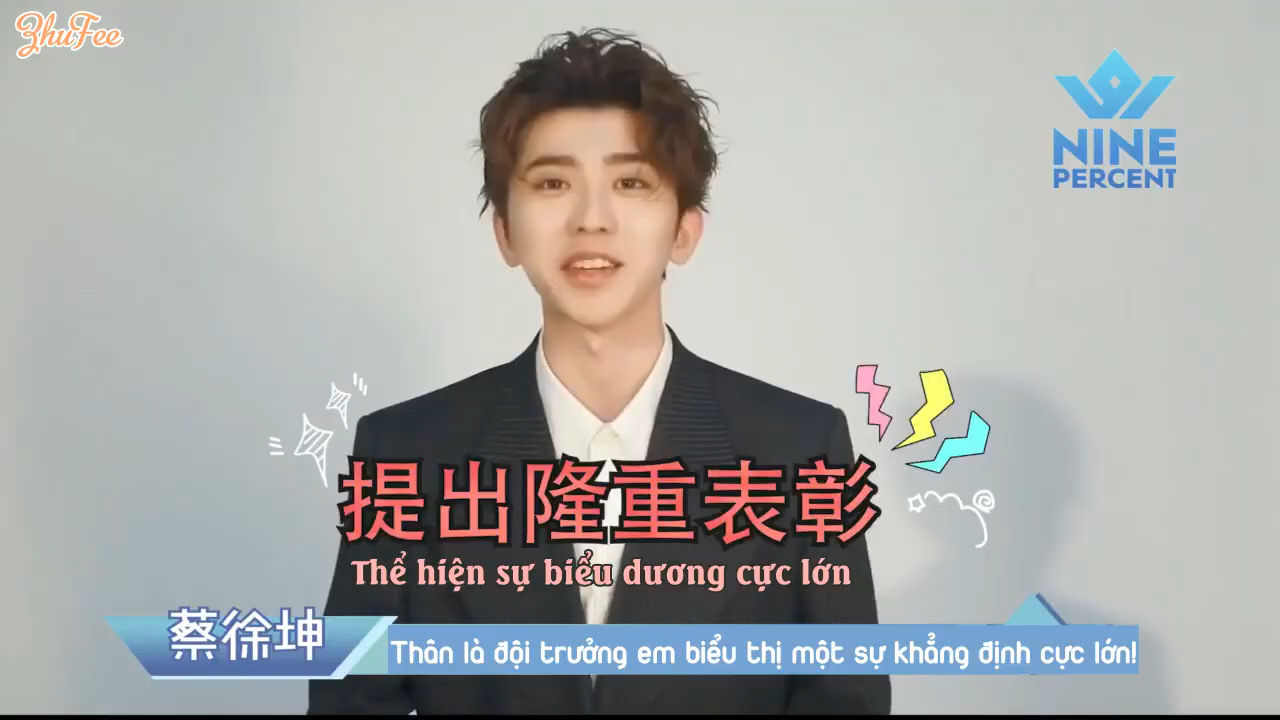 ZhuFee
NINE
PERCENT
提出隆重表彰
Thể hiện sự biểu dương cực lớn
蔡徐坤
Thân là đội trưởng em biểu thị một sự khẳng định cực lớn!